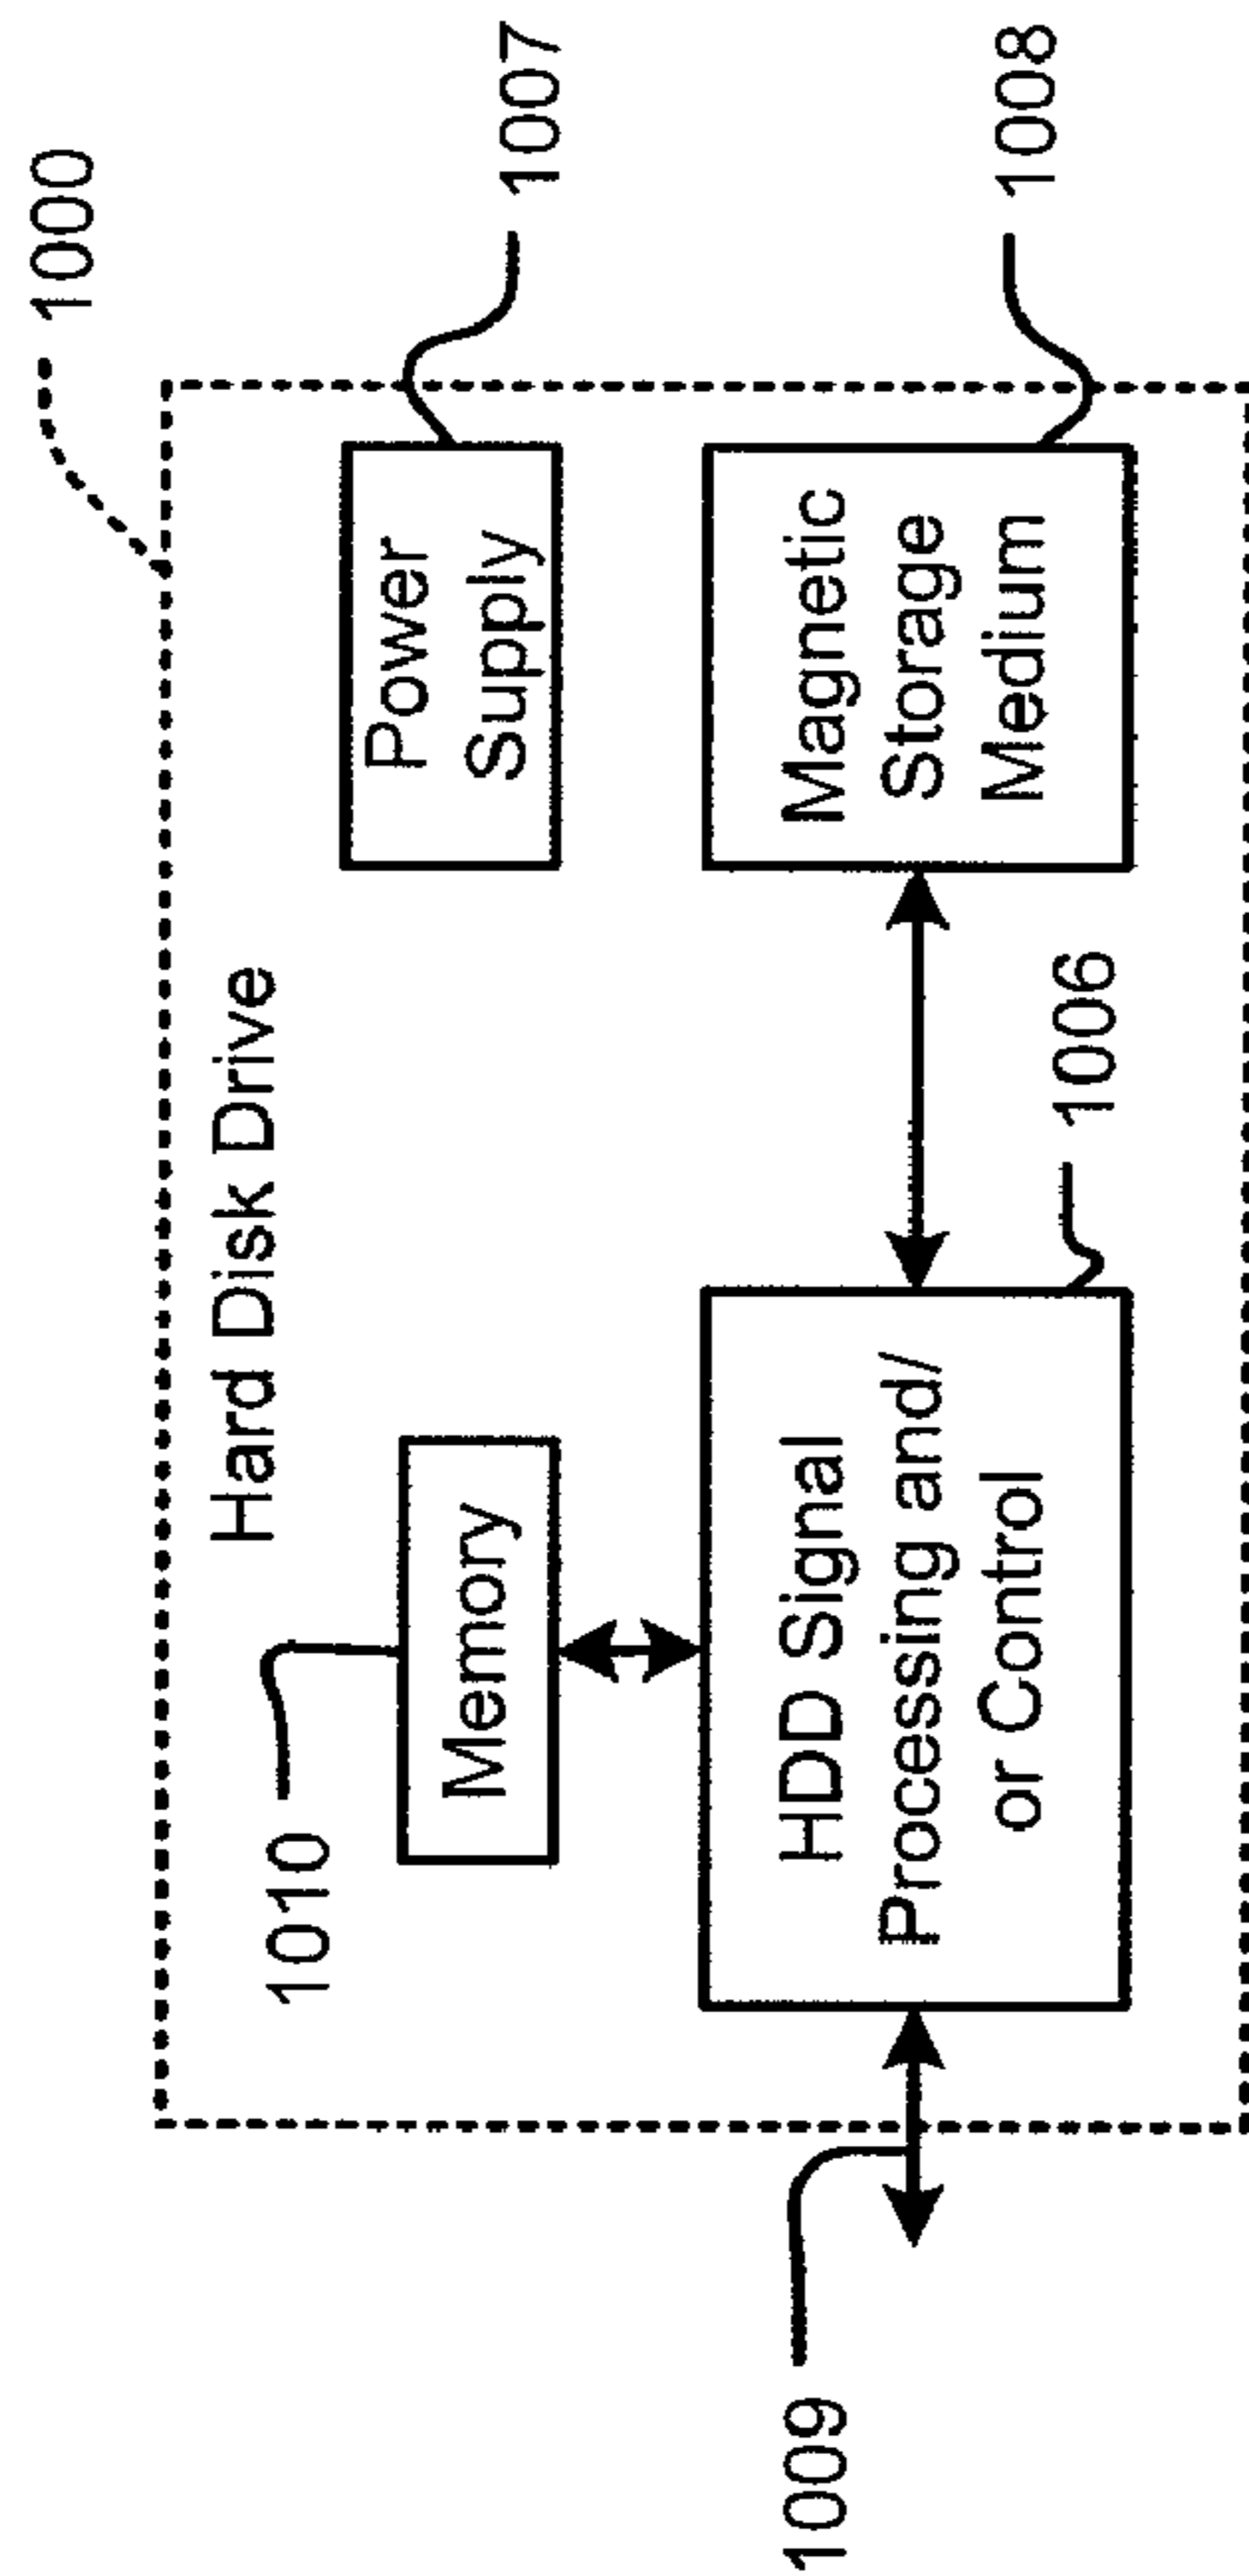 1000
Hard Disk Drive
1010
Memory
Power
Supply
1007
1009
HDD Signal
Processing and/
or Control
1006
Magnetic
Storage
Medium
1008